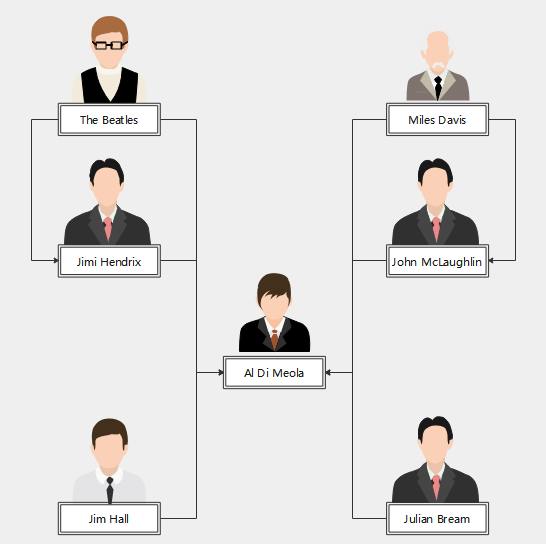 The Beatles
Miles Davis
Jimi Hendrix
John McLaughlin
Al Di Meola
Jim Hall
Julian Bream